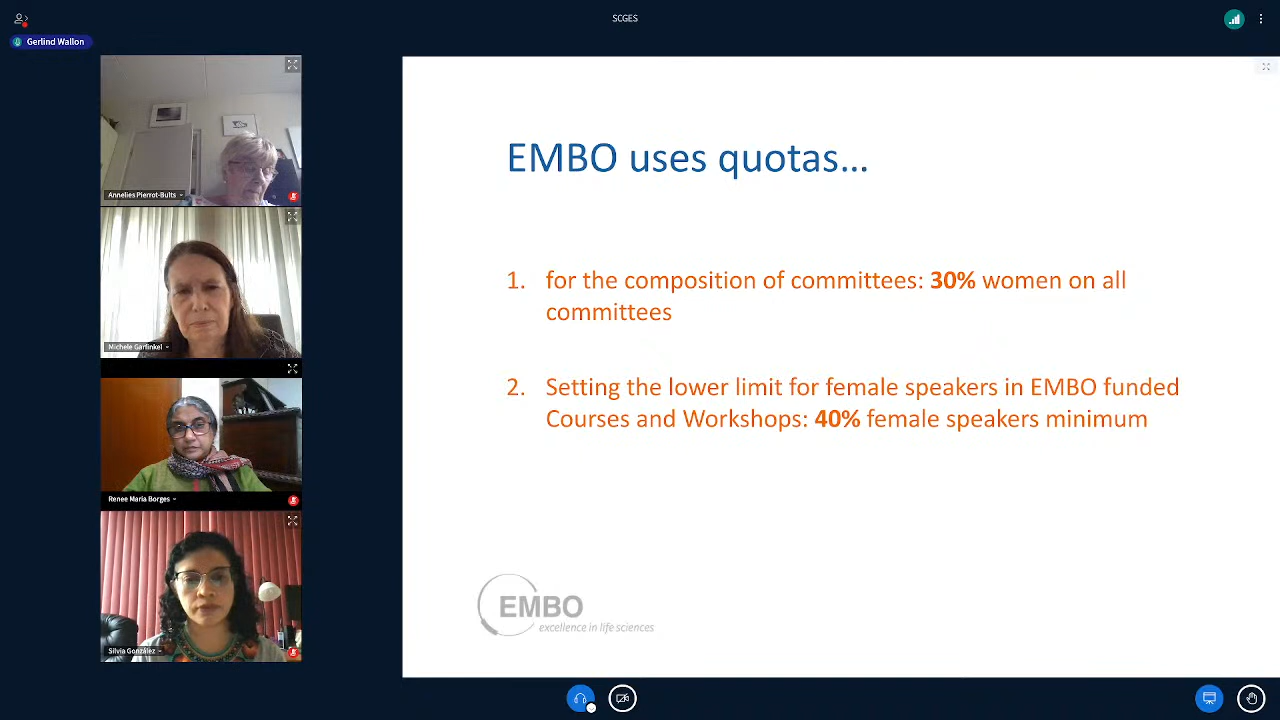 SCGES
Gerlind Wallon
Annelies Pierrot-Bults
Michele Garfinkel
Renee Maria Borges
Silvia González
EMBO uses quotas...
1. for the composition of committees: 30% women on all
committees
2. Setting the lower limit for female speakers in EMBO funded
Courses and Workshops: 40% female speakers minimum
EMBO
excellence in life sciences